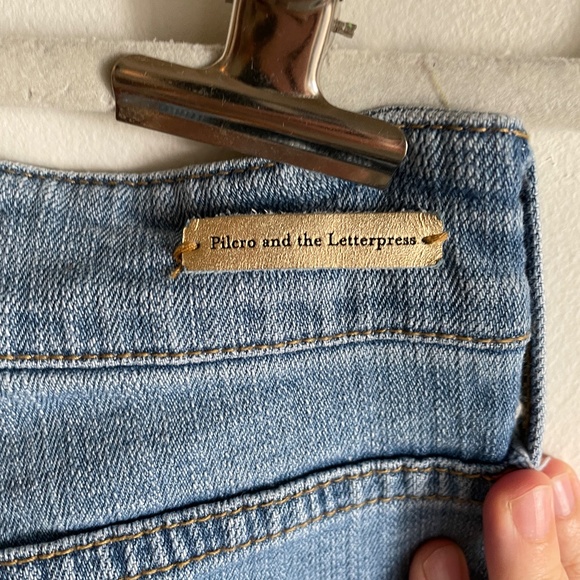 Pilcro and the Letterpress